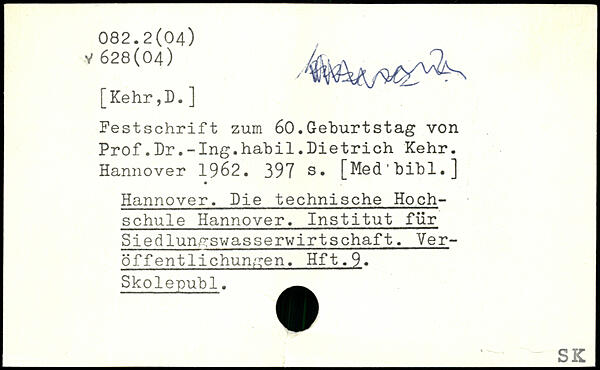 082.2(04)
v 628(04)
[Kehr,D.]
Festschrift zum 60.Geburtstag von
Prof.Dr.-Ing.habil.Dietrich Kehr.
Hannover 1962. 397 s. [Med bibl.]
Hannover. Die technische Hoch-
schule Hannover. Institut für
Siedlungswasserwirtschaft. Ver-
öffentlichungen. Hft.9.
Skolepubl.
SK